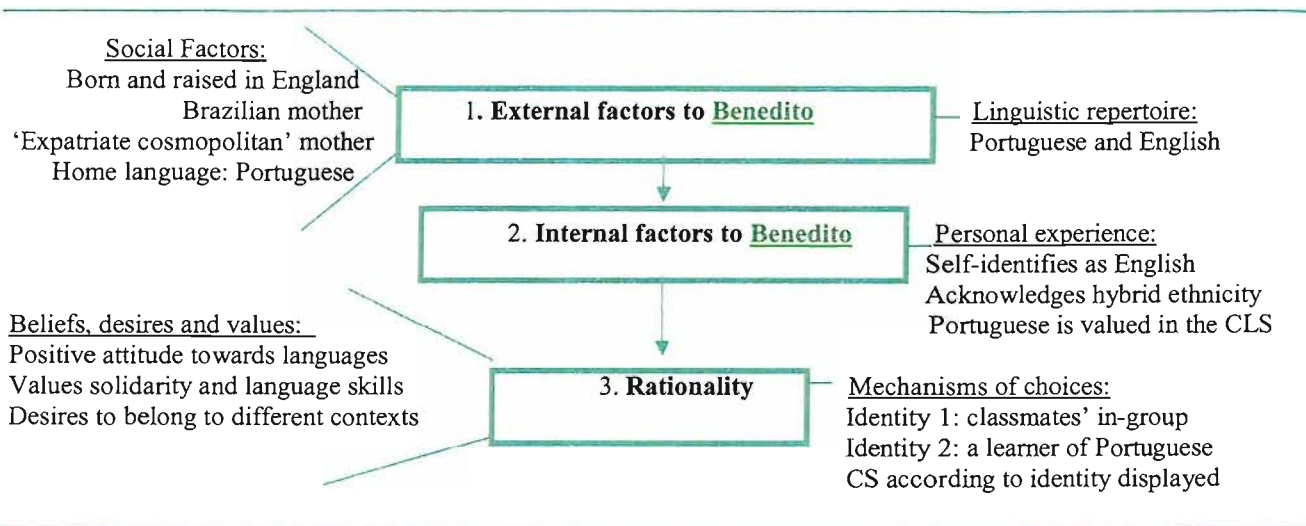 Social Factors:
Born and raised in England
Brazilian mother
‘Expatriate cosmopolitan’ mother
Home language: Portuguese
1. External factors to Benedito
Linguistic repertoire:
Portuguese and English
2. Internal factors to Benedito
Personal experience:
Self-identifies as English
Acknowledges hybrid ethnicity
Portuguese is valued in the CLS
Beliefs, desires and values:
Positive attitude towards languages
Values solidarity and language skills
Desires to belong to different contexts
3. Rationality
Mechanisms of choices:
Identity 1: classmates’ in-group
Identity 2: a learner of Portuguese
CS according to identity displayed